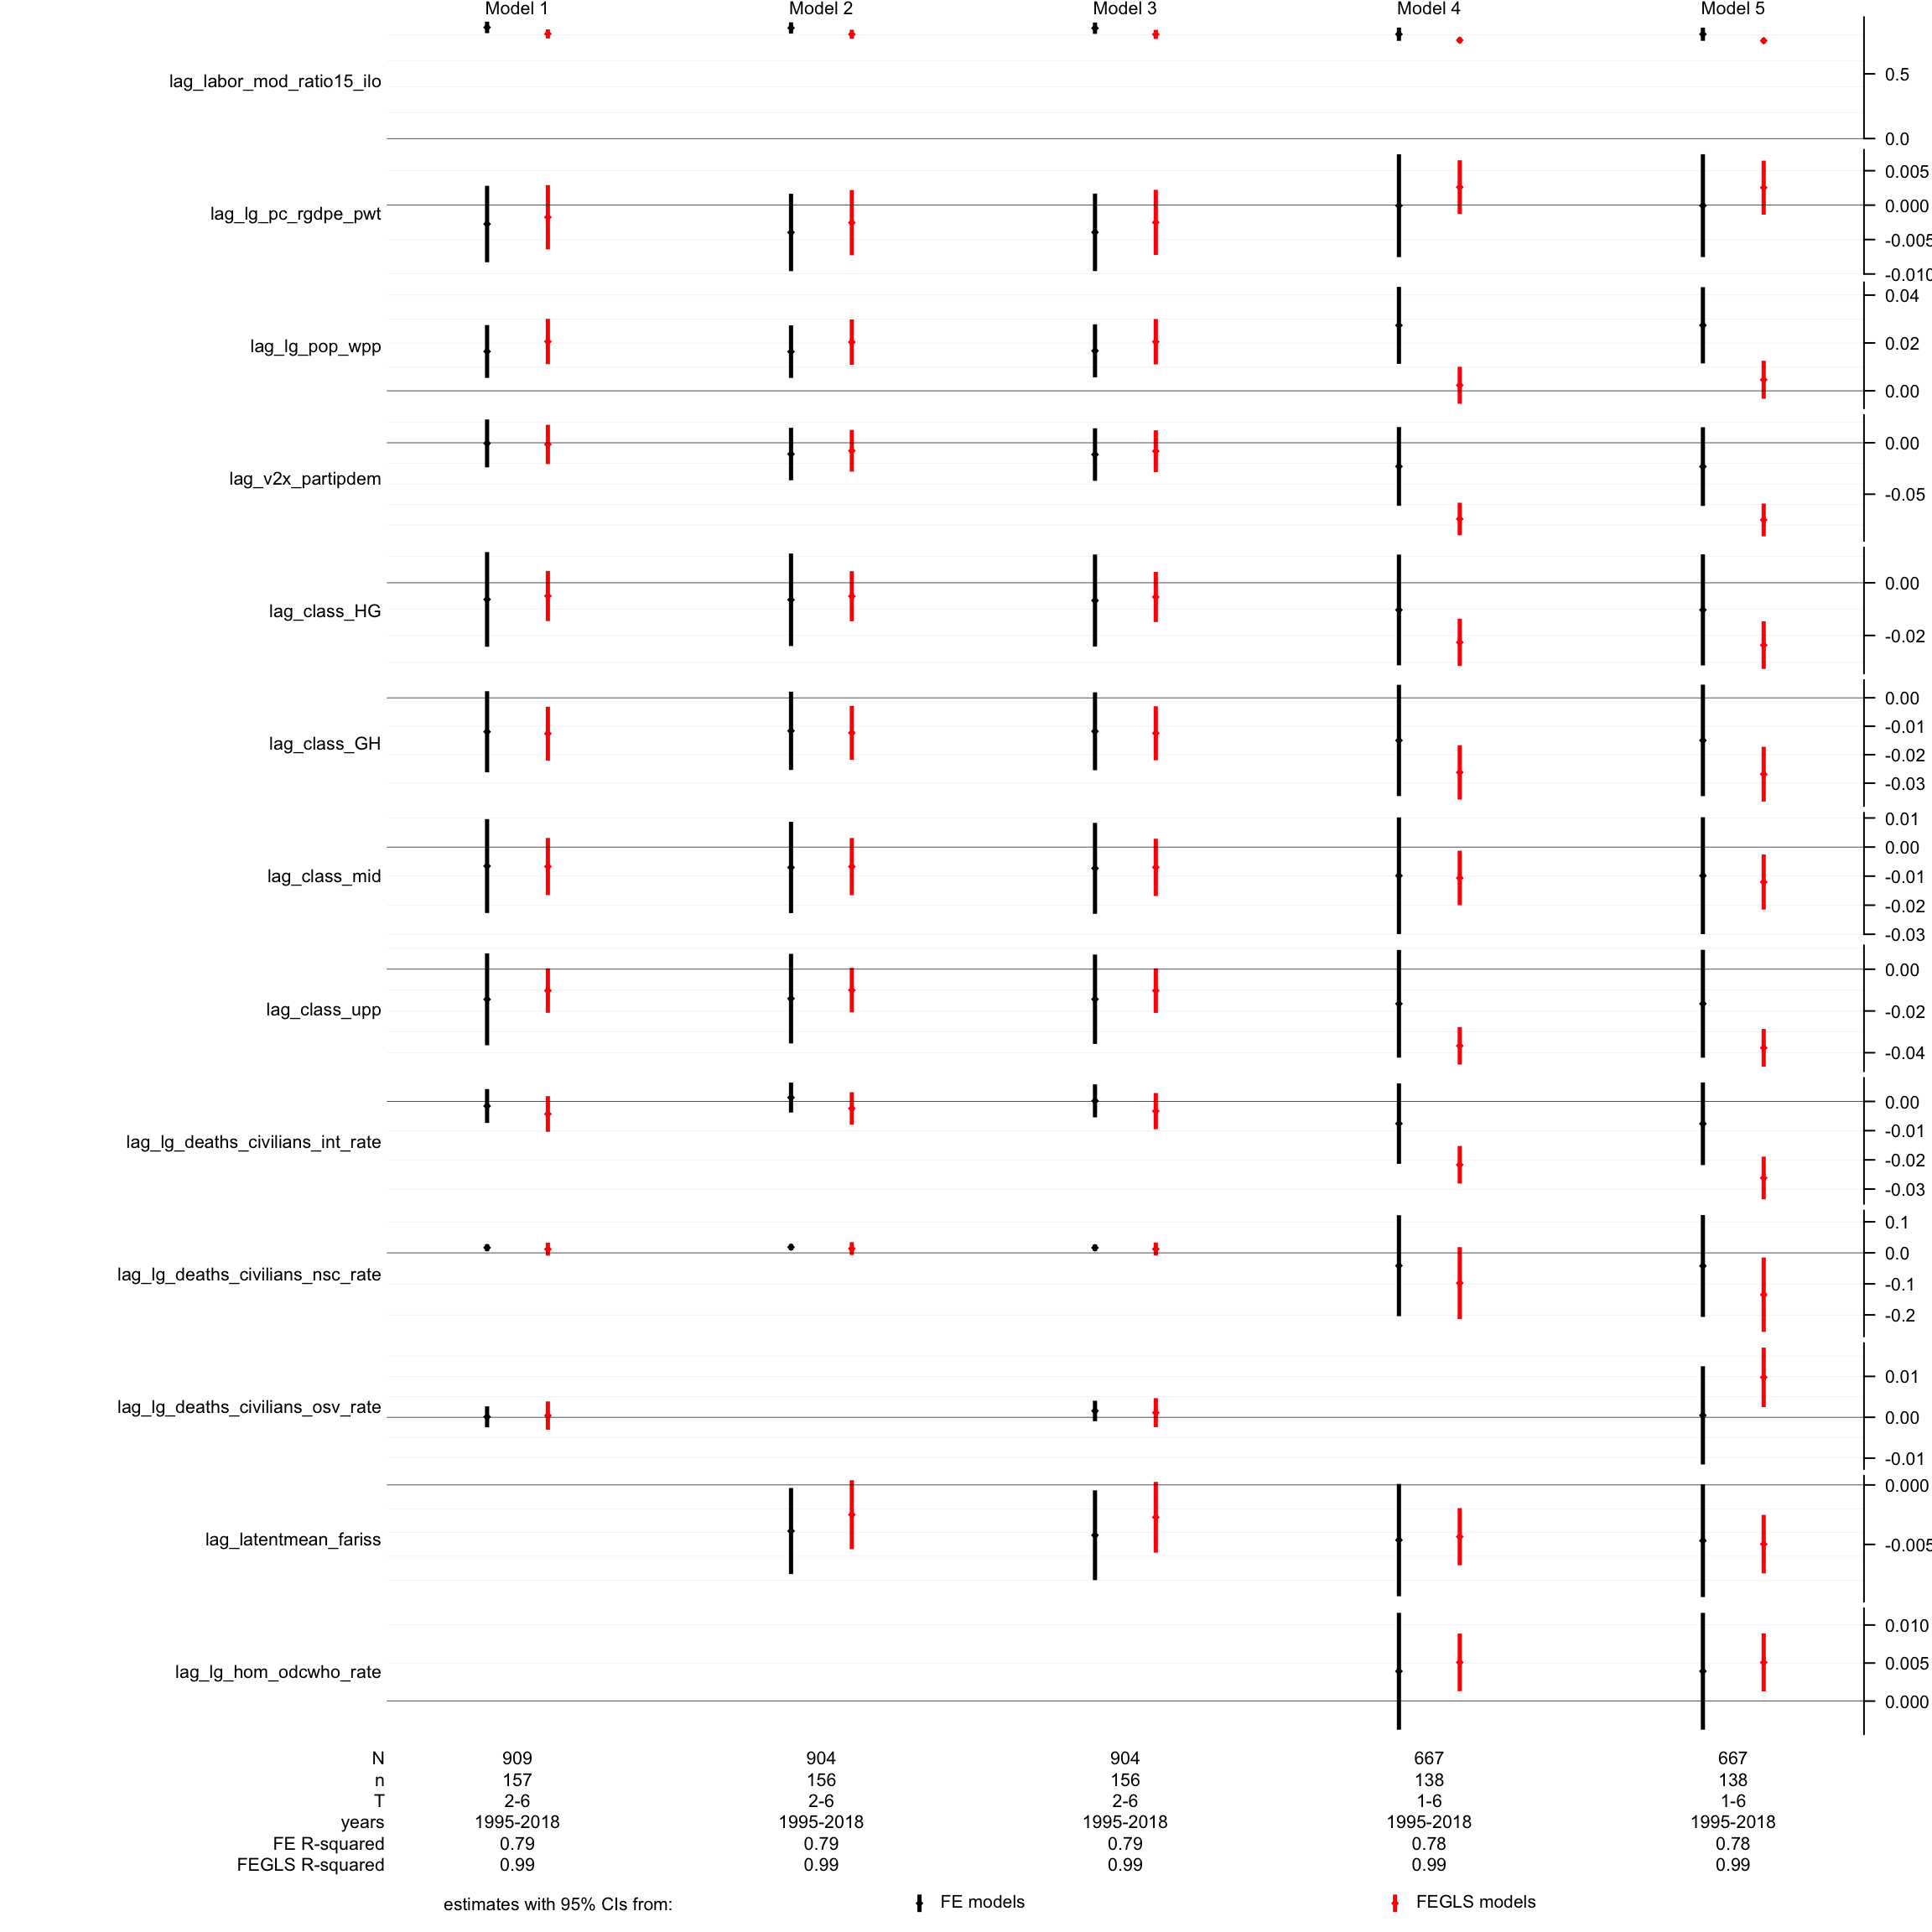 Model 1 Model 2 Model 3 Model 4 Model 5
lag_labor_mod_ratio15_ilo
0.5
0.0
lag_lg_pc_rgdpe_pwt
0.005
0.000
-0.005
-0.010
lag_lg_pop_wpp
0.04
0.02
0.00
lag_v2x_partipdem
0.00
-0.05
lag_class_HG
0.00
-0.02
lag_class_GH
0.00
-0.01
-0.02
-0.03
lag_class_mid
0.01
0.00
-0.01
-0.02
-0.03
lag_class_upp
0.00
-0.02
-0.04
lag_lg_deaths_civilians_int_rate
0.00
-0.01
-0.02
-0.03
lag_lg_deaths_civilians_nsc_rate
0.1
0.0
-0.1
-0.2
lag_lg_deaths_civilians_osv_rate
0.01
0.00
-0.01
lag_latentmean_fariss
0.000
-0.005
lag_lg_hom_odcwho_rate
0.010
0.005
0.000
N 909 904 904 667 667
n 157 156 156 138 138
T 2-6 2-6 2-6 1-6 1-6
years 1995-2018 1995-2018 1995-2018 1995-2018 1995-2018
FE R-squared 0.79 0.79 0.79 0.78 0.78
FEGLS R-squared 0.99 0.99 0.99 0.99 0.99
estimates with 95% CIs from: FE models FEGLS models